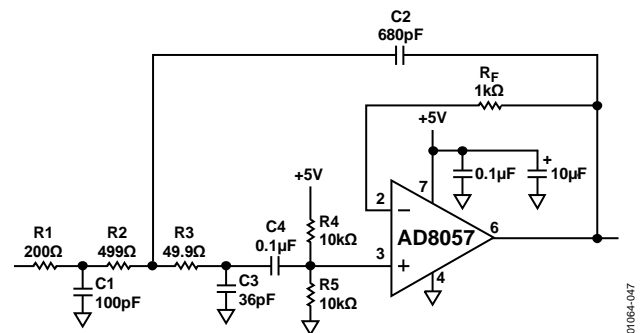 C2
680pF
RF
1kΩ
+5V
+
0.1µF
10µF
+5V
7
2
–
AD8057
6
R1
200Ω
R2
499Ω
R3
49.9Ω
C4
0.1µF
R4
10kΩ
3
+
4
C1
100pF
C3
36pF
R5
10kΩ
01064-047